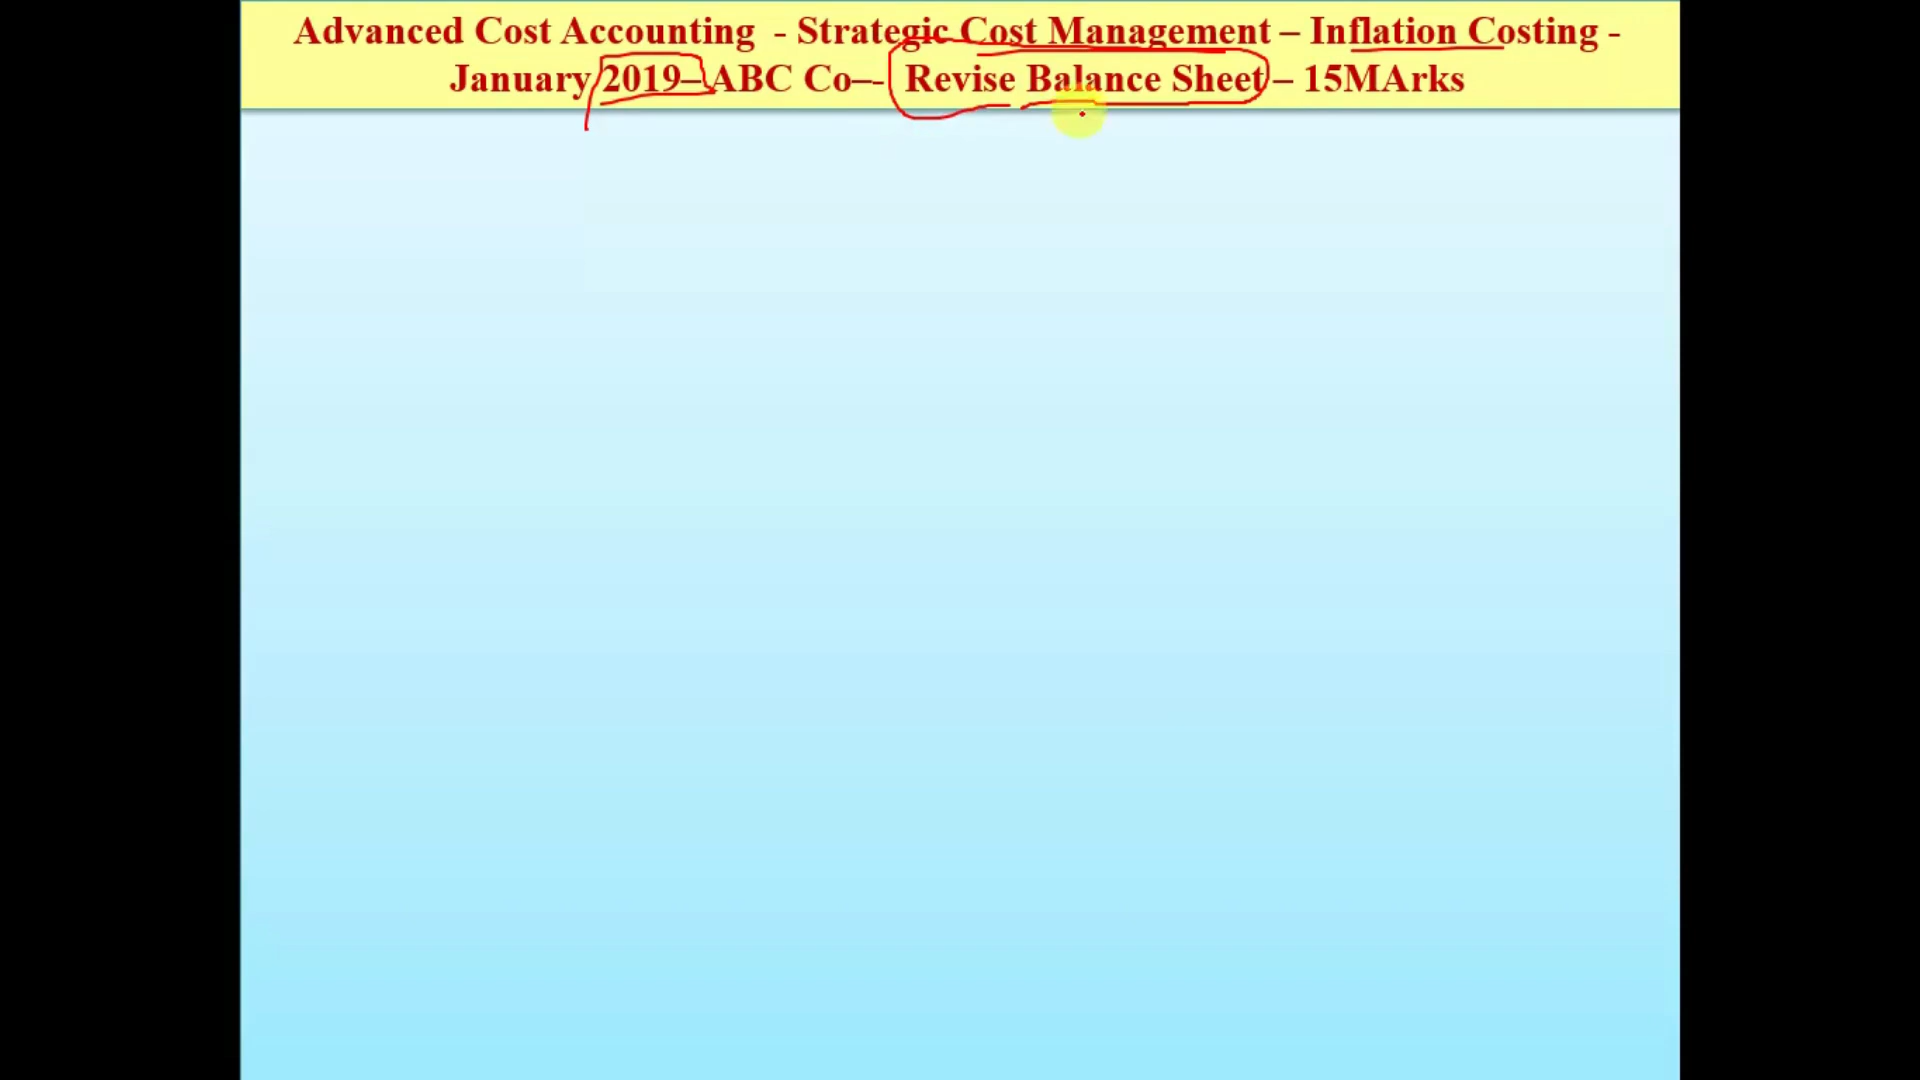 Advanced Cost Accounting - Strategic Cost Management – Inflation Costing -
January 2019– ABC Co–- Revise Balance Sheet – 15MArks